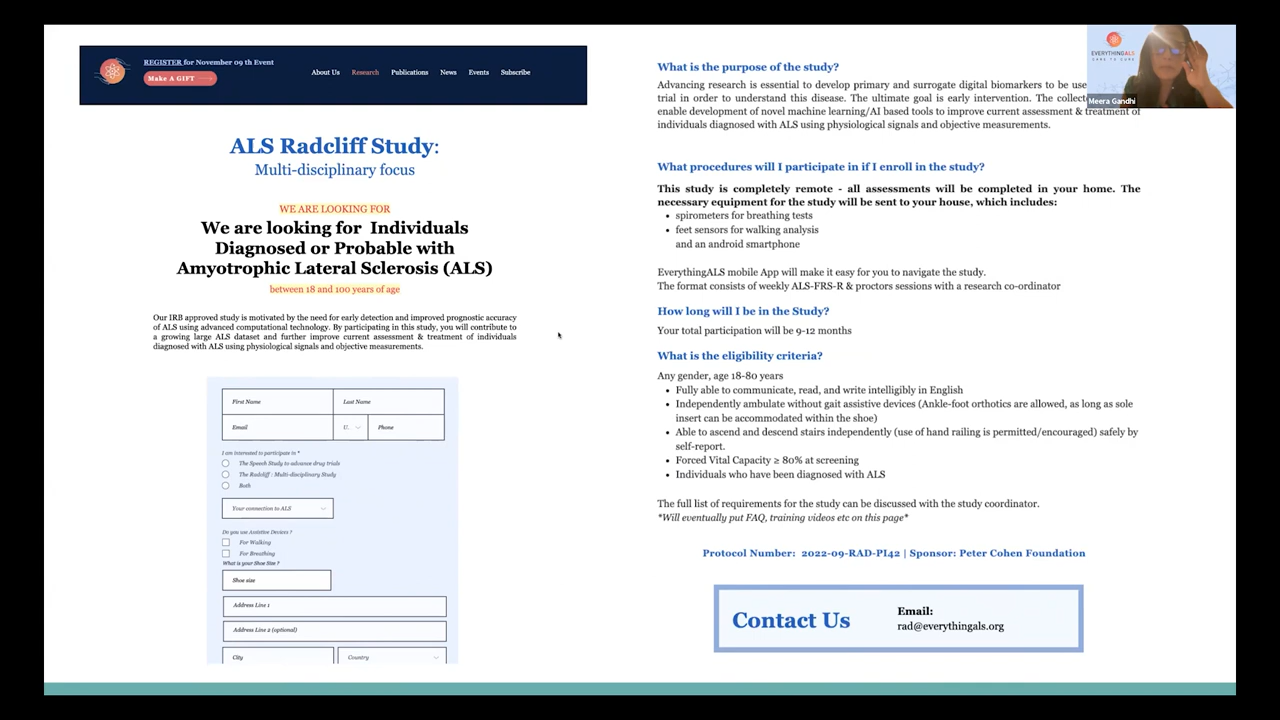 REGISTER for November 09 th Event
Make A GIFT
About Us
Research
Publications
News
Events
Subscribe
ALS Radcliff Study:
Multi-disciplinary focus
WE ARE LOOKING FOR
We are looking for Individuals
Diagnosed or Probable with
Amyotrophic Lateral Sclerosis (ALS)
between 18 and 100 years of age
Our IRB approved study is motivated by the need for early detection and improved prognostic accuracy
of ALS using advanced computational technology. By participating in this study, you will contribute to
a growing large ALS dataset and further improve current assessment & treatment of individuals
diagnosed with ALS using physiological signals and objective measurements.
First Name
Last Name
Email
U.
Phone
I am interested to participate in *
The Speech Study to advance drug trials
The Radcliff : Multi-disciplinary Study
Both
Your connection to ALS
Do you use Assistive Devices ?
For Walking
For Breathing
What is your Shoe Size ?
Shoe size
Address Line 1
Address Line 2 (optional)
City
Country
What is the purpose of the study?
Advancing research is essential to develop primary and surrogate digital biomarkers to be use
trial in order to understand this disease. The ultimate goal is early intervention. The collect
enable development of novel machine learning/AI based tools to improve current assessment & treatment of
individuals diagnosed with ALS using physiological signals and objective measurements.
What procedures will I participate in if I enroll in the study?
This study is completely remote - all assessments will be completed in your home. The
necessary equipment for the study will be sent to your house, which includes:
• spirometers for breathing tests
• feet sensors for walking analysis
and an android smartphone
EverythingALS mobile App will make it easy for you to navigate the study.
The format consists of weekly ALS-FRS-R & proctors sessions with a research co-ordinator
How long will I be in the Study?
Your total participation will be 9-12 months
What is the eligibility criteria?
Any gender, age 18-80 years
• Fully able to communicate, read, and write intelligibly in English
• Independently ambulate without gait assistive devices (Ankle-foot orthotics are allowed, as long as sole
insert can be accommodated within the shoe)
• Able to ascend and descend stairs independently (use of hand railing is permitted/encouraged) safely by
self-report.
• Forced Vital Capacity ≥ 80% at screening
• Individuals who have been diagnosed with ALS
The full list of requirements for the study can be discussed with the study coordinator.
*Will eventually put FAQ, training videos etc on this page*
Protocol Number: 2022-09-RAD-PI42 | Sponsor: Peter Cohen Foundation
Contact Us
Email:
rad@everythingals.org
EVERYTHINGALS
CARE TO CURE
Meera Gandhi